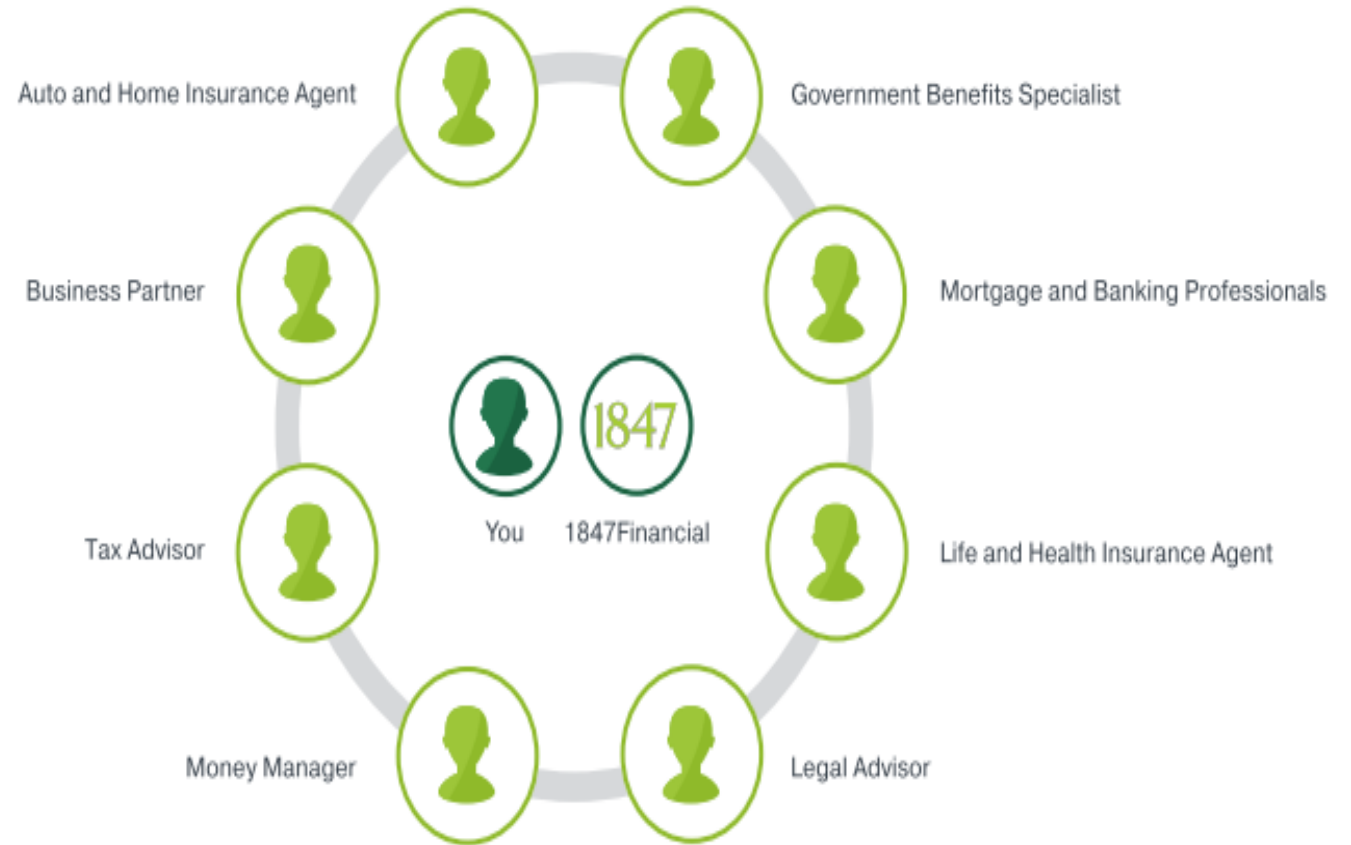 Auto and Home Insurance Agent
Government Benefits Specialist
Business Partner
Mortgage and Banking Professionals
1847
You
1847Financial
Tax Advisor
Life and Health Insurance Agent
Money Manager
Legal Advisor